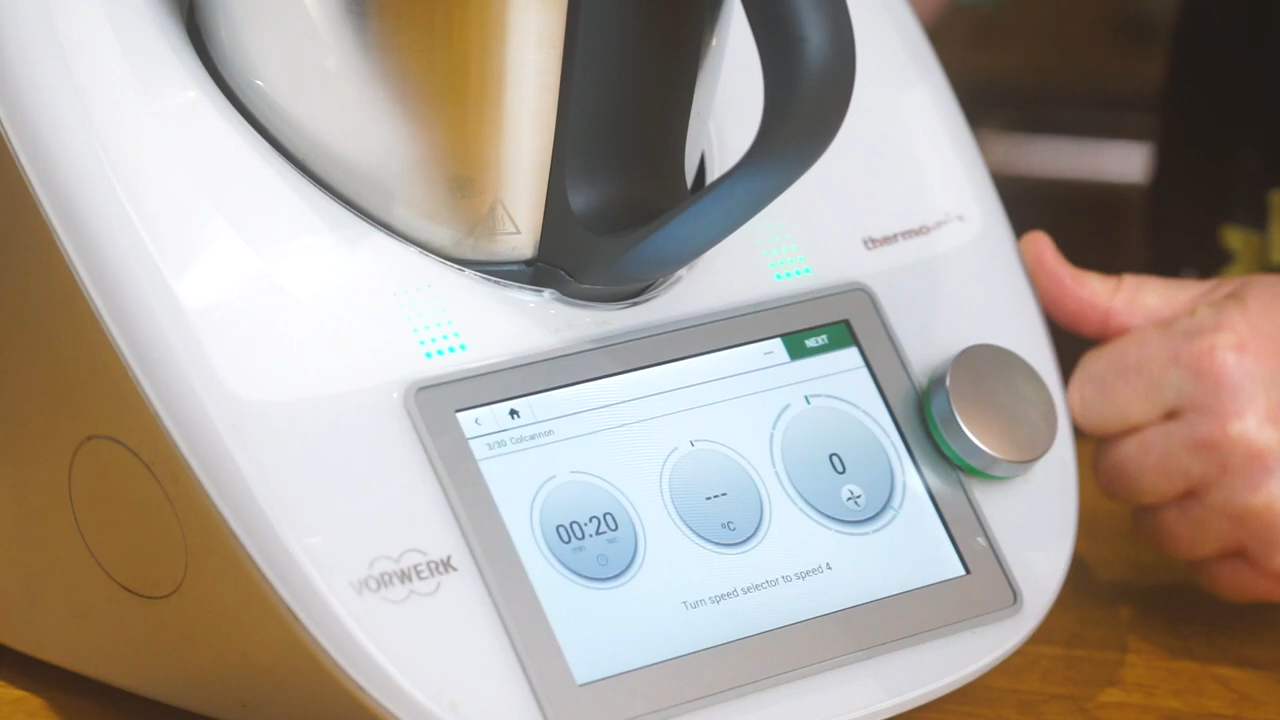 thermomix
NEXT
3/30 Colcannon
00:20
min sec
---
°C
0
Turn speed selector to speed 4
VORWERK